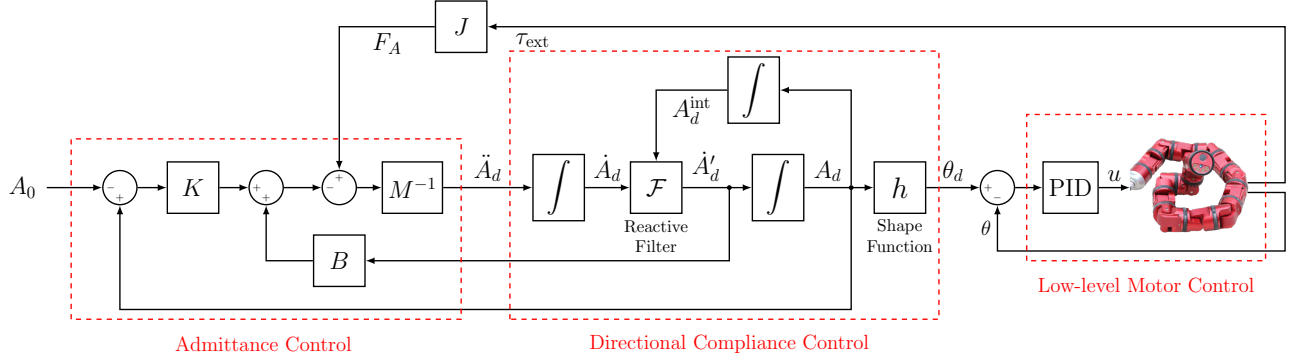 J
F_A
τ_ext
∫
A_d^int
A_0
-
+
K
+
+
-
+
M^{-1}
Ä_d
∫
Ȧ_d
F
Ȧ'_d
∫
A_d
h
θ_d
+
-
PID
u
Reactive
Filter
Shape
Function
θ
B
Low-level Motor Control
Admittance Control
Directional Compliance Control